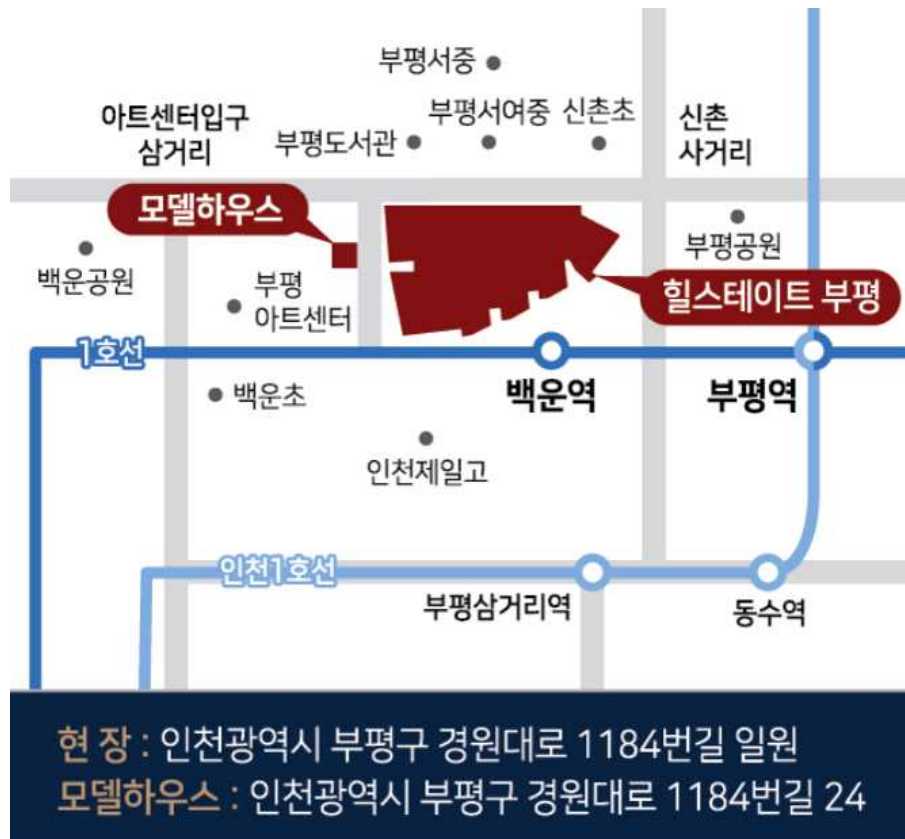 부평서중
아트센터입구
삼거리
부평도서관
부평서여중
신촌초
신촌
사거리
모델하우스
백운공원
부평
아트센터
부평공원
힐스테이트 부평
1호선
백운역
부평역
백운초
인천제일고
인천1호선
부평삼거리역
동수역
현 장 : 인천광역시 부평구 경원대로 1184번길 일원
모델하우스 : 인천광역시 부평구 경원대로 1184번길 24